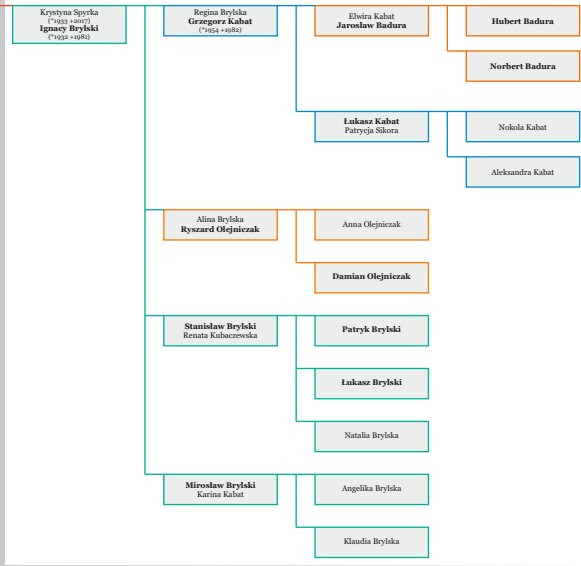 Krystyna Spyrka
(*1933 +2017)
Ignacy Brylski
(*1932 +1981)
Regina Brylska
Grzegorz Kabat
(*1954 +1982)
Elwira Kabat
Jarosław Badura
Hubert Badura
Norbert Badura
Łukasz Kabat
Patrycja Sikora
Nokola Kabat
Aleksandra Kabat
Alina Brylska
Ryszard Olejniczak
Anna Olejniczak
Damian Olejniczak
Stanisław Brylski
Renata Kubaczewska
Patryk Brylski
Łukasz Brylski
Natalia Brylska
Mirosław Brylski
Karina Kabat
Angelika Brylska
Klaudia Brylska